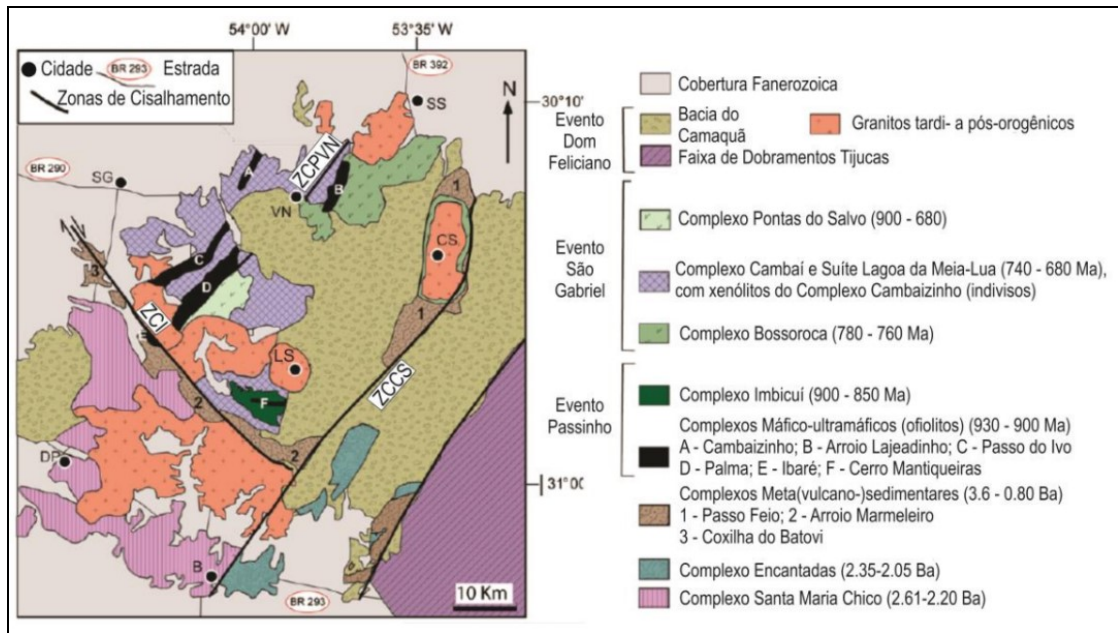 54°00' W
53°35' W
Cidade
BR 293
Estrada
Zonas de Cisalhamento
BR 392
SS
N
30°10'
BR 290
SG
ZCPVN
A
B
VN
1
CS
C
D
3
ZCI
E
1
LS
ZCCS
F
2
2
DP
31°00
B
BR 293
10 Km
Cobertura Fanerozoica
Evento
Dom
Feliciano
Bacia do
Camaquã
Granitos tardi- a pós-orogênicos
Faixa de Dobramentos Tijucas
Evento
São
Gabriel
Complexo Pontas do Salvo (900 - 680)
Complexo Cambaí e Suíte Lagoa da Meia-Lua (740 - 680 Ma),
com xenólitos do Complexo Cambaizinho (indivisos)
Complexo Bossoroca (780 - 760 Ma)
Evento
Passinho
Complexo Imbicuí (900 - 850 Ma)
Complexos Máfico-ultramáficos (ofiolitos) (930 - 900 Ma)
A - Cambaizinho; B - Arroio Lajeadinho; C - Passo do Ivo
D - Palma; E - Ibaré; F - Cerro Mantiqueiras
Complexos Meta(vulcano-)sedimentares (3.6 - 0.80 Ba)
1 - Passo Feio; 2 - Arroio Marmeleiro
3 - Coxilha do Batovi
Complexo Encantadas (2.35-2.05 Ba)
Complexo Santa Maria Chico (2.61-2.20 Ba)